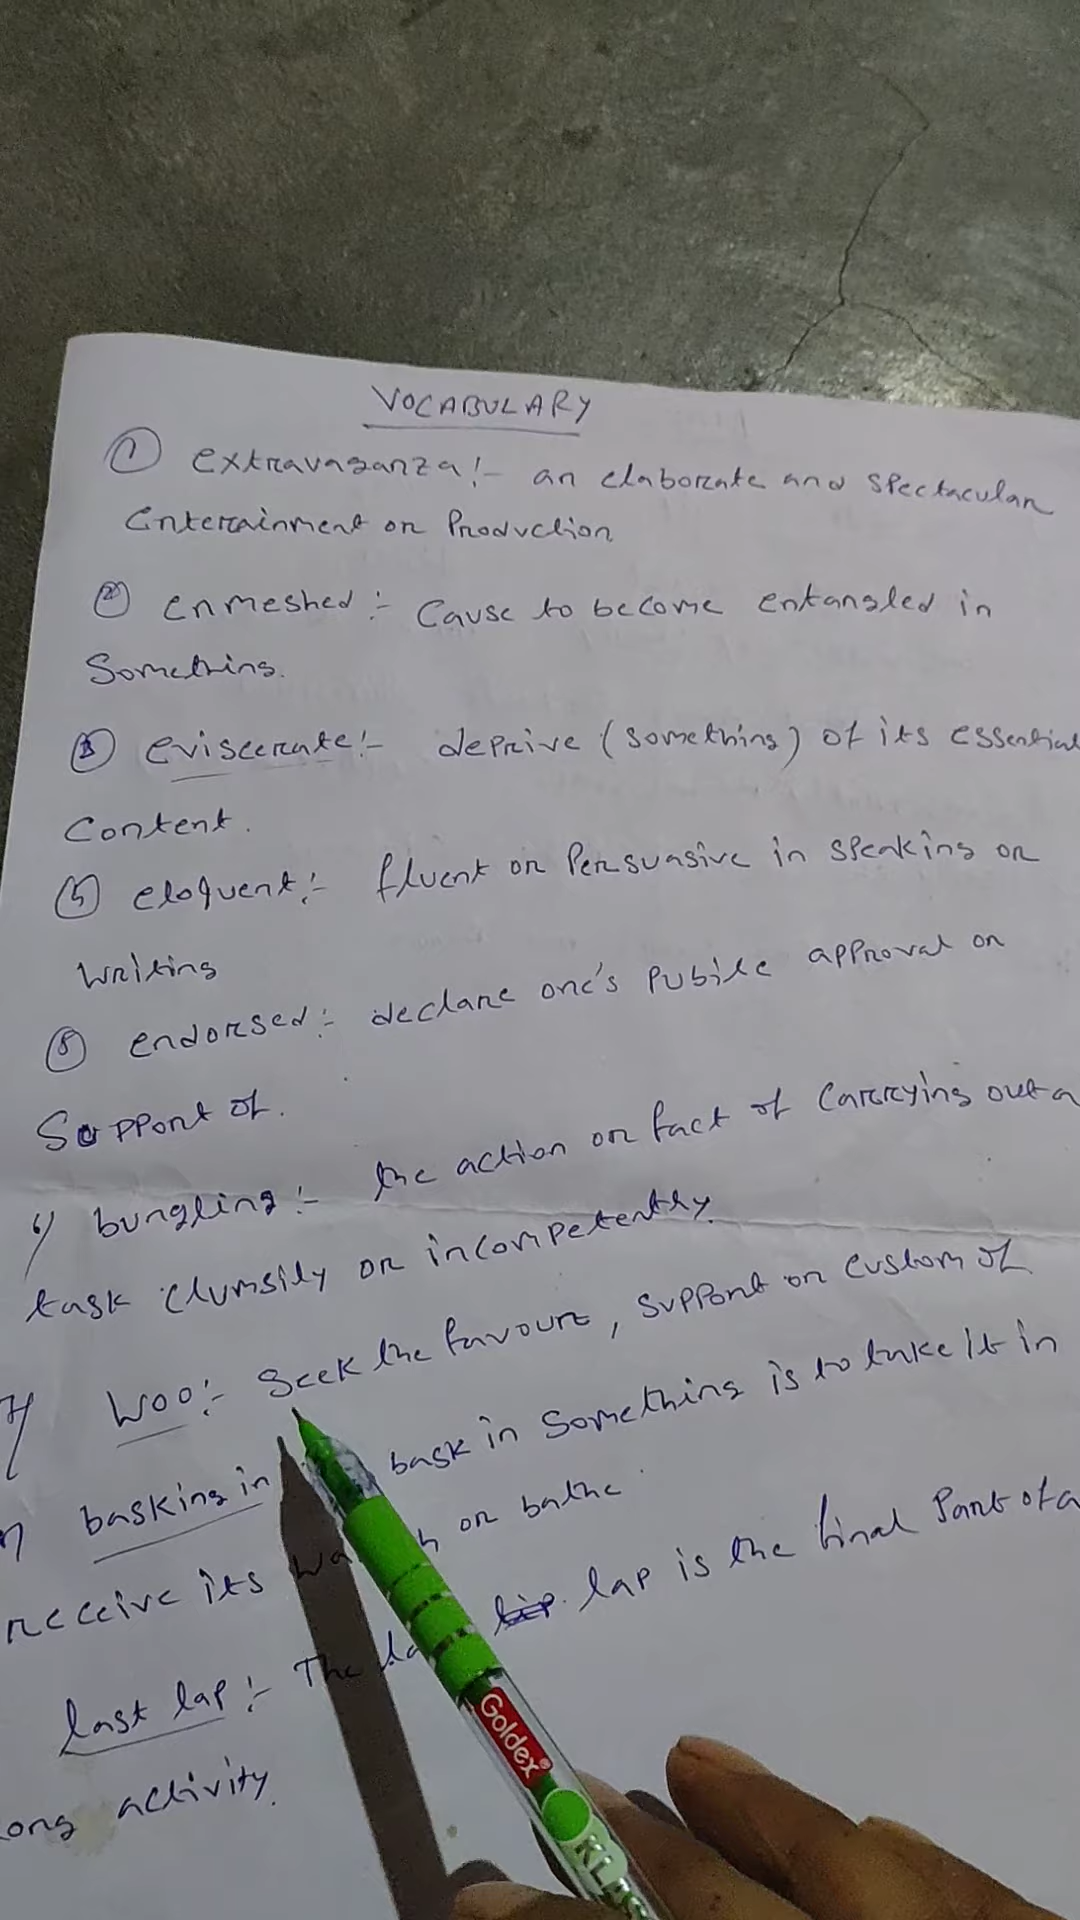 VOCABULARY
① extravaganza:- an elaborate and spectacular
Entertainment or Production
② enmeshed:- Cause to become entangled in
Something.
③ eviscerate:- deprive (something) of its essential
Content.
eloquent:- fluent or Persuasive in speaking or
Writing
endorsed:- declare one's public approval or
Support of.
6) bungling:- the action or fact of Carrying out a
task Clumsily or incompetently.
7) Woo:- Seek the favour, support or custom of
basking in bask in Something is to take it in
receive its or bathe
last lap:- The lap is the final Part of a
long activity.
Goldex